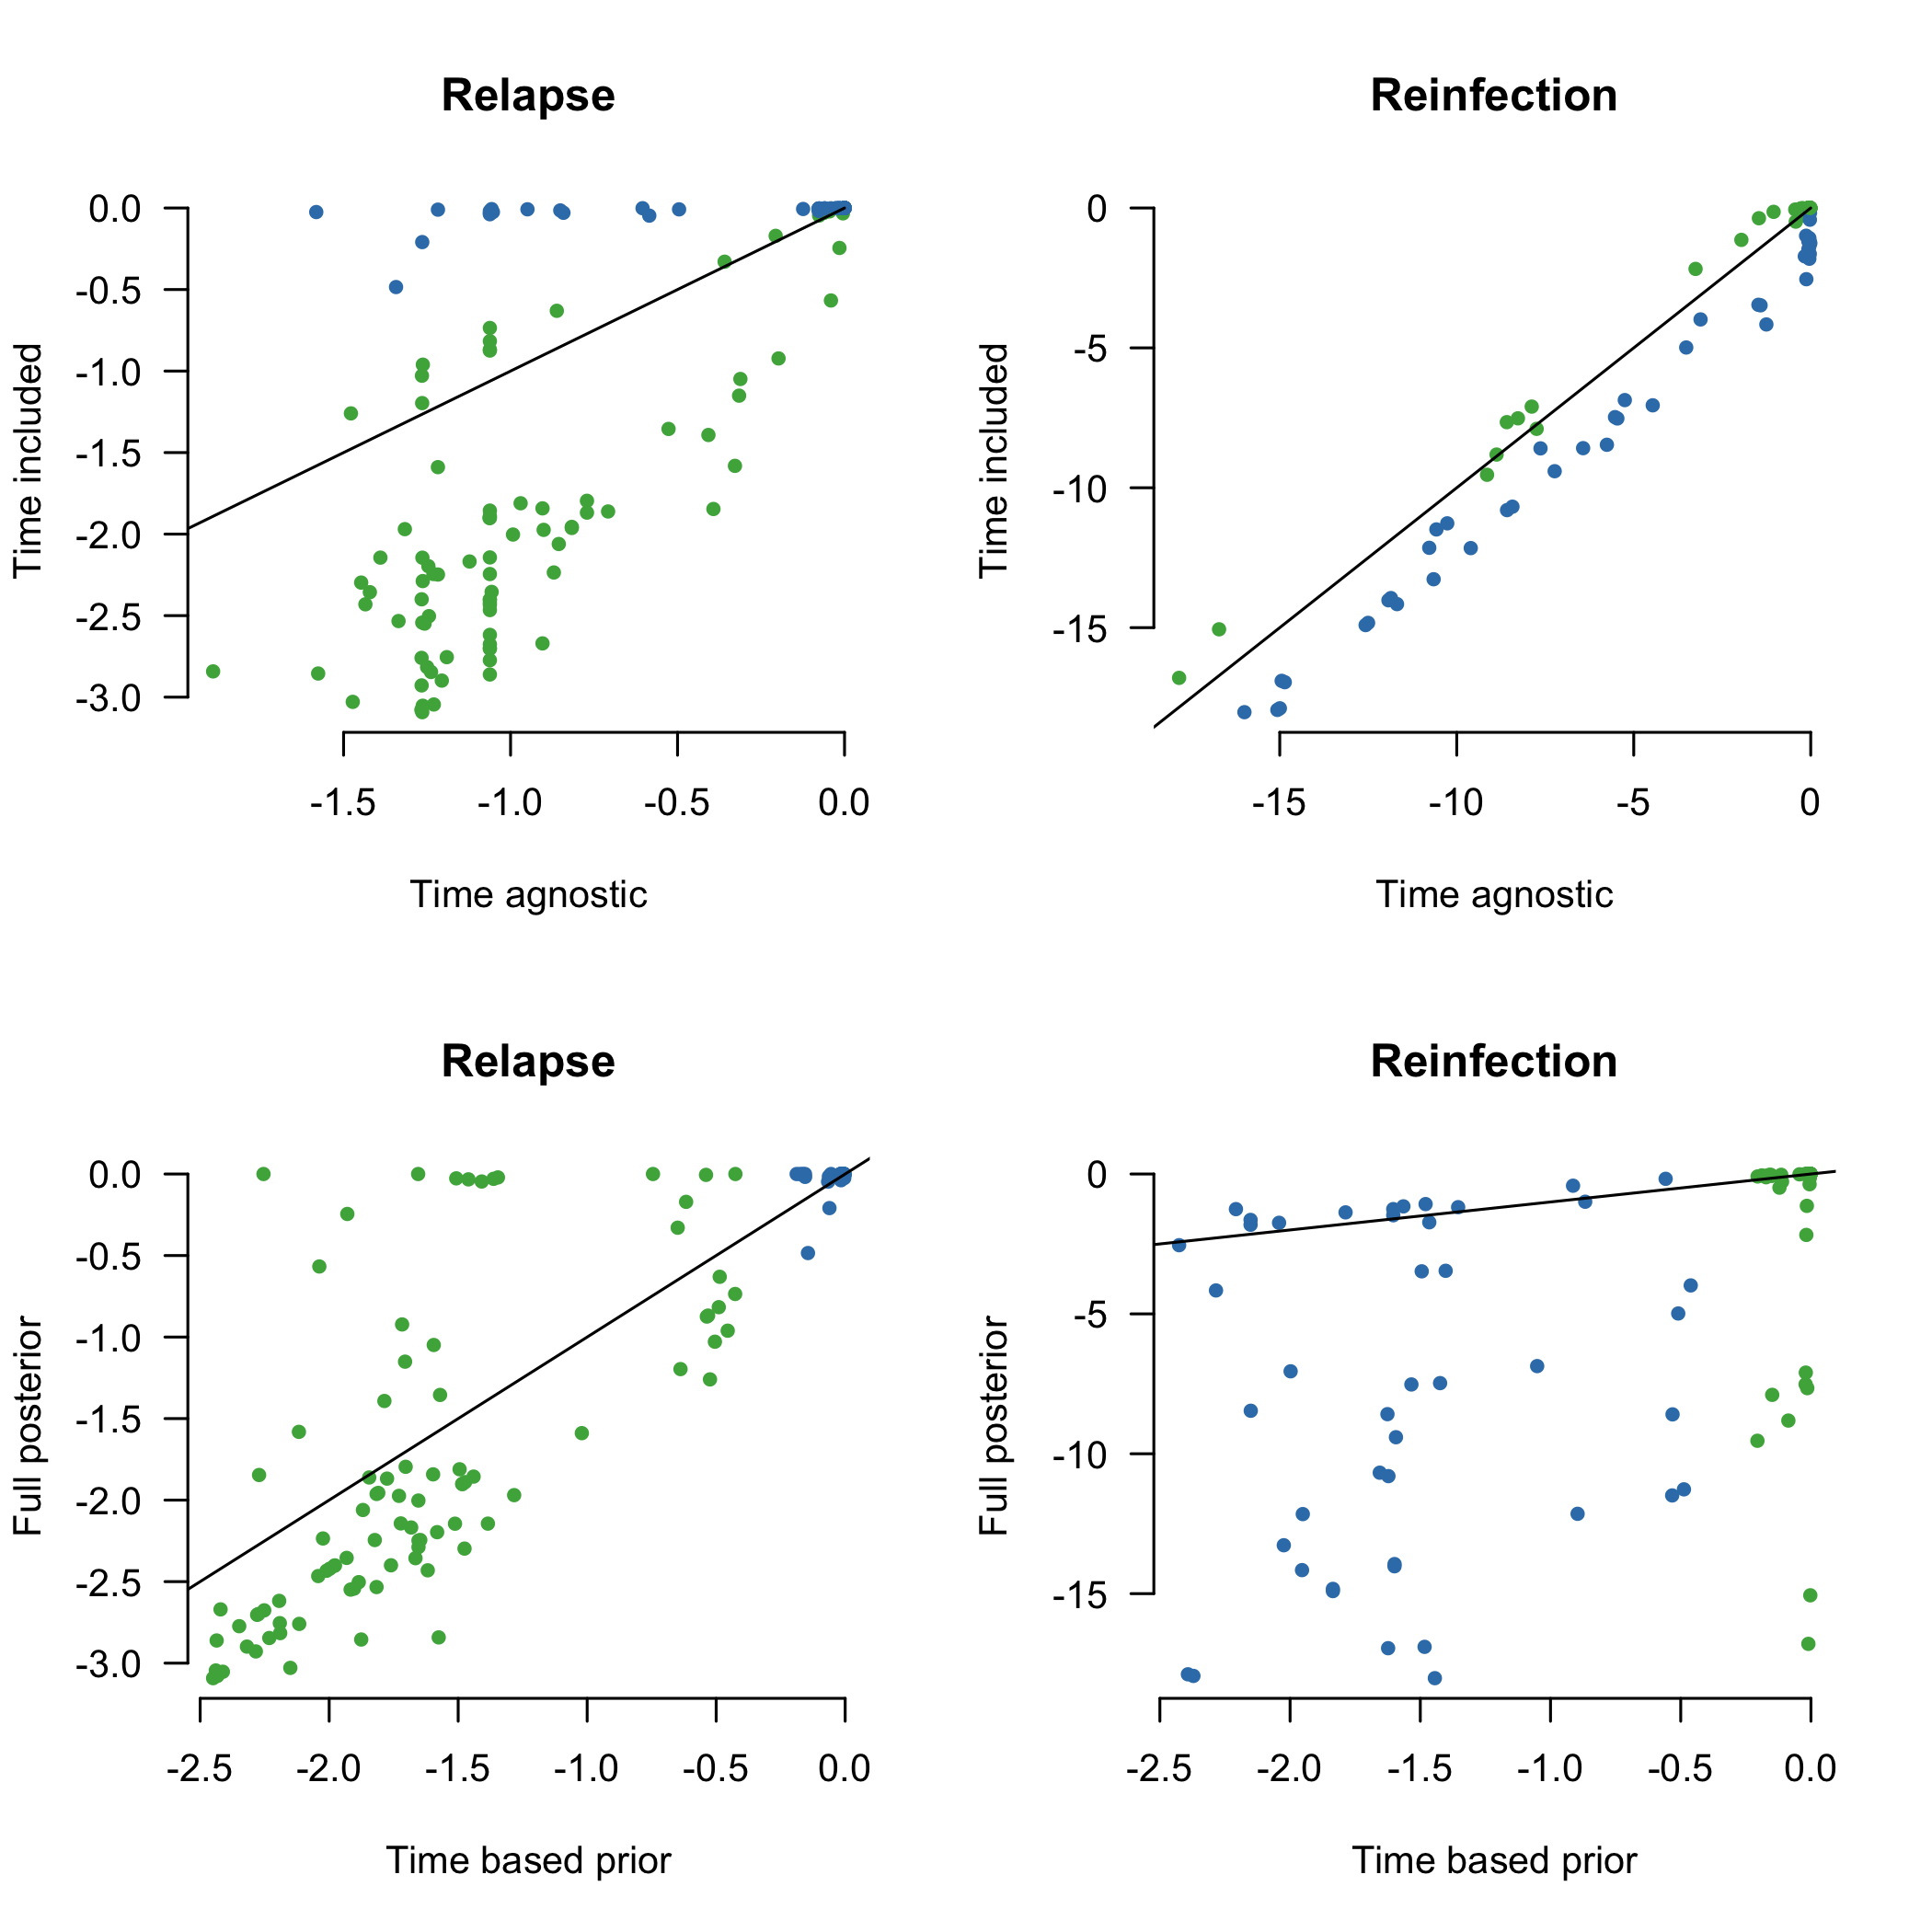 Relapse
Time included
0.0
-0.5
-1.0
-1.5
-2.0
-2.5
-3.0
-1.5 -1.0 -0.5 0.0
Time agnostic
Reinfection
Time included
0
-5
-10
-15
-15 -10 -5 0
Time agnostic
Relapse
Full posterior
0.0
-0.5
-1.0
-1.5
-2.0
-2.5
-3.0
-2.5 -2.0 -1.5 -1.0 -0.5 0.0
Time based prior
Reinfection
Full posterior
0
-5
-10
-15
-2.5 -2.0 -1.5 -1.0 -0.5 0.0
Time based prior